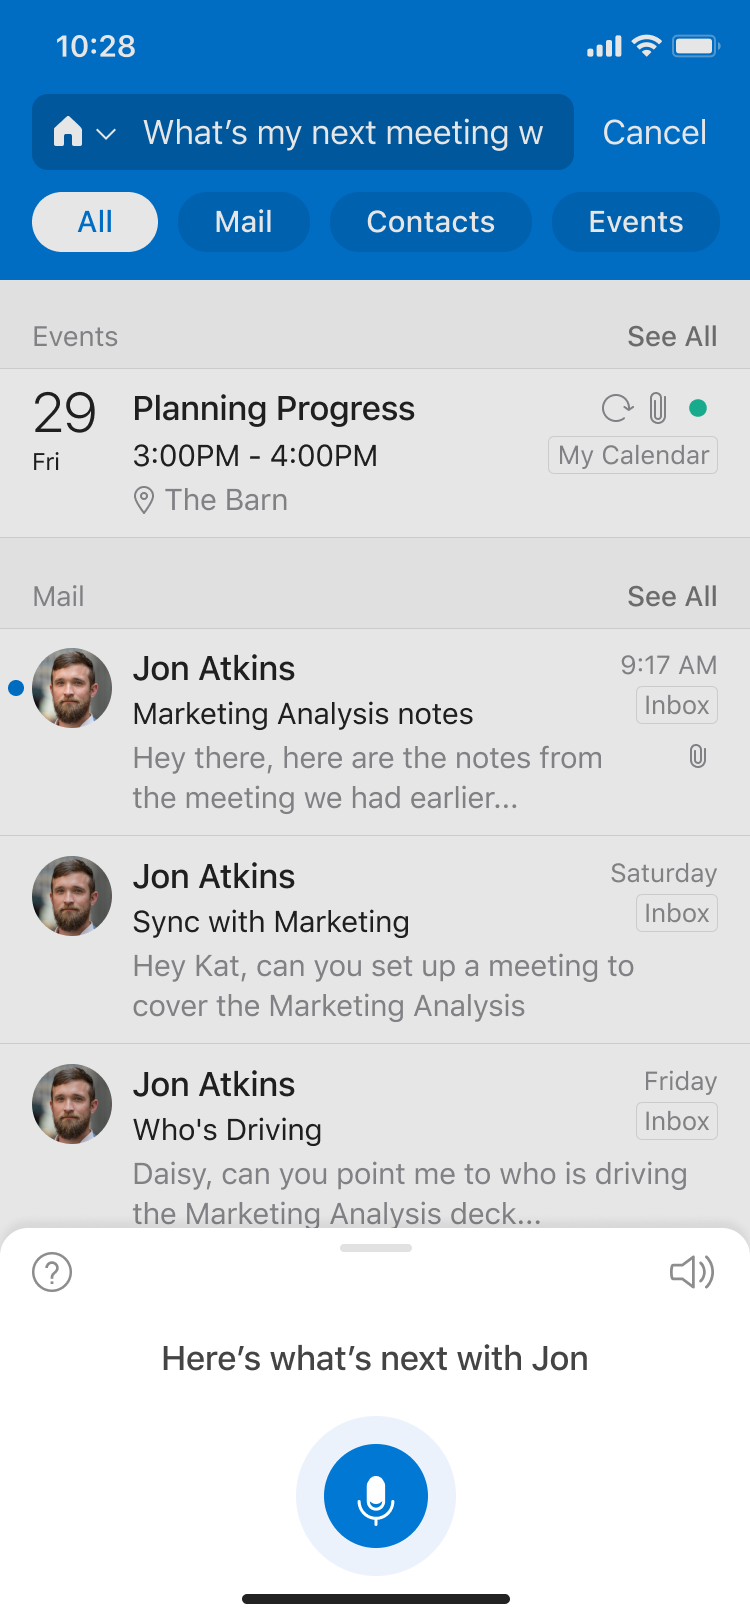 10:28
What’s my next meeting w
Cancel
All
Mail
Contacts
Events
Events
See All
29
Fri
Planning Progress
3:00PM - 4:00PM
My Calendar
The Barn
Mail
See All
Jon Atkins
9:17 AM
Marketing Analysis notes
Inbox
Hey there, here are the notes from
the meeting we had earlier...
Jon Atkins
Saturday
Sync with Marketing
Inbox
Hey Kat, can you set up a meeting to
cover the Marketing Analysis
Jon Atkins
Friday
Who's Driving
Inbox
Daisy, can you point me to who is driving
the Marketing Analysis deck...
?
Here’s what’s next with Jon